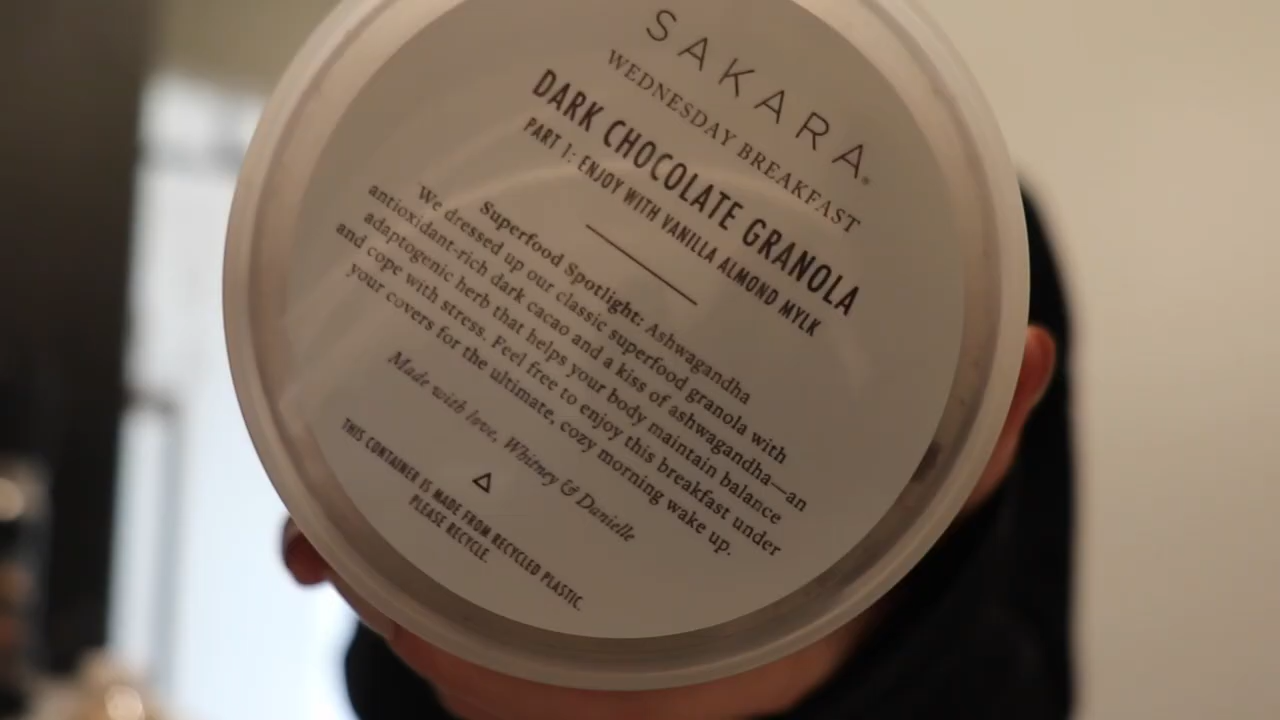 SAKARA®
WEDNESDAY BREAKFAST
DARK CHOCOLATE GRANOLA
PART 1: ENJOY WITH VANILLA ALMOND MYLK
Superfood Spotlight: Ashwagandha
We dressed up our classic superfood granola with
antioxidant-rich dark cacao and a kiss of ashwagandha—an
adaptogenic herb that helps your body maintain balance
and cope with stress. Feel free to enjoy this breakfast under
your covers for the ultimate, cozy morning wake up.
Made with love, Whitney & Danielle
THIS CONTAINER IS MADE FROM RECYCLED PLASTIC.
PLEASE RECYCLE.